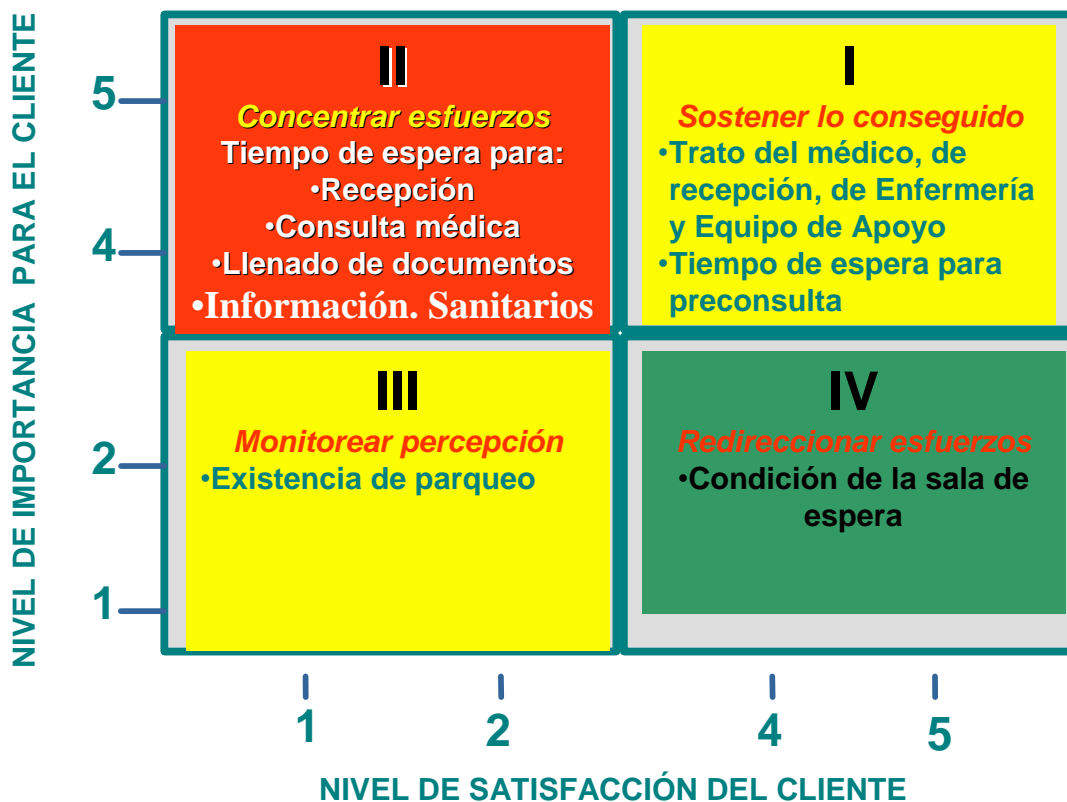 NIVEL DE IMPORTANCIA PARA EL CLIENTE
5
4
2
1
II
Concentrar esfuerzos
Tiempo de espera para:
•Recepción
•Consulta médica
•Llenado de documentos
•Información. Sanitarios
I
Sostener lo conseguido
•Trato del médico, de
recepción, de Enfermería
y Equipo de Apoyo
•Tiempo de espera para
preconsulta
III
Monitorear percepción
•Existencia de parqueo
IV
Redireccionar esfuerzos
•Condición de la sala de
espera
1
2
4
5
NIVEL DE SATISFACCIÓN DEL CLIENTE